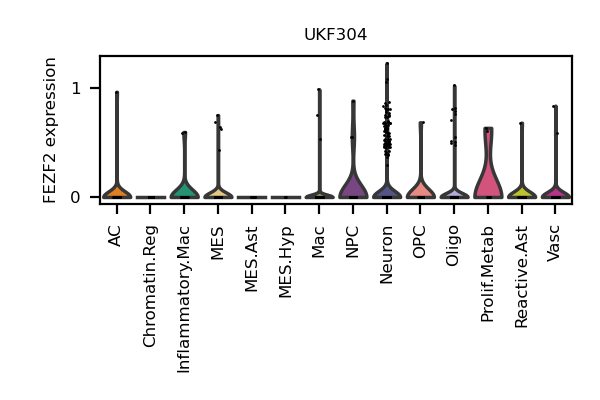 UKF304
FEZF2 expression
1
0
AC
Chromatin.Reg
Inflammatory.Mac
MES
MES.Ast
MES.Hyp
Mac
NPC
Neuron
OPC
Oligo
Prolif.Metab
Reactive.Ast
Vasc